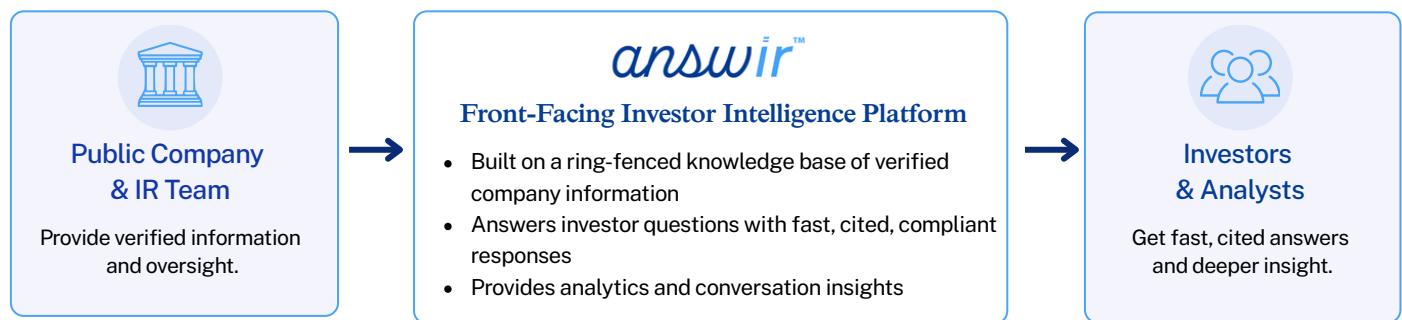 Public Company
& IR Team
Provide verified information
and oversight.
answir™
Front-Facing Investor Intelligence Platform
• Built on a ring-fenced knowledge base of verified
company information
• Answers investor questions with fast, cited, compliant
responses
• Provides analytics and conversation insights
Investors
& Analysts
Get fast, cited answers
and deeper insight.